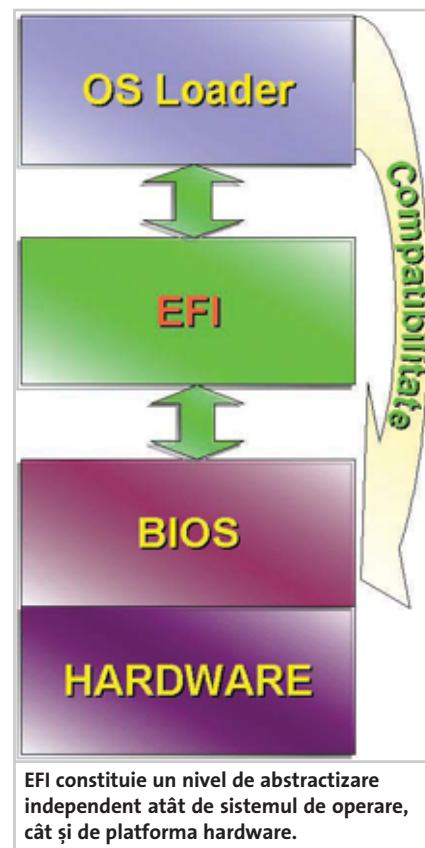 OS Loader
Compatibilitate
EFI
BIOS
HARDWARE
EFI constituie un nivel de abstractizare
independent atât de sistemul de operare,
cât și de platforma hardware.